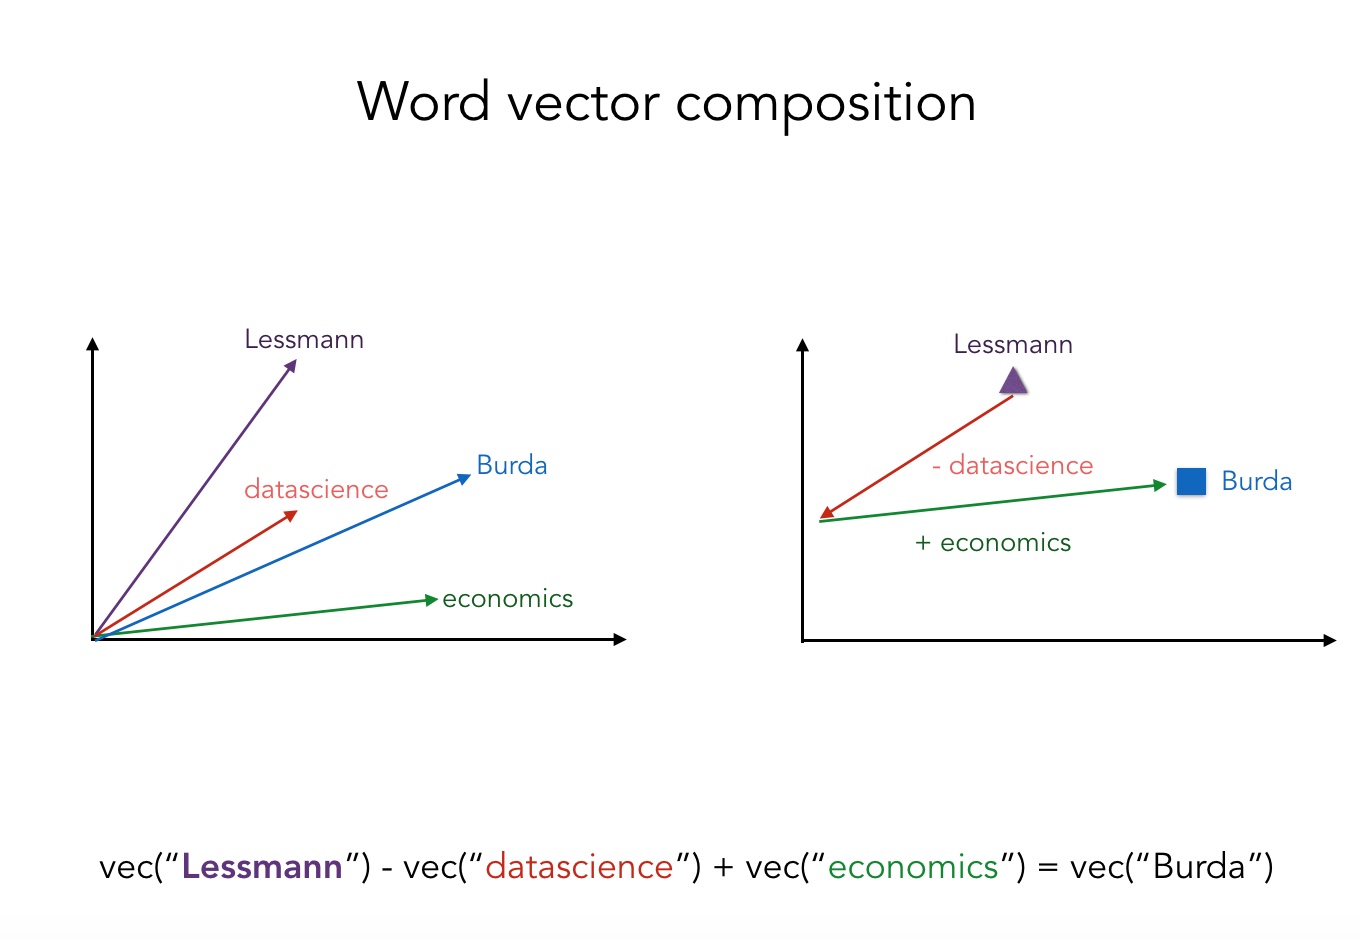 Word vector composition
Lessmann
Burda
datascience
economics
Lessmann
- datascience
Burda
+ economics
vec(“Lessmann”) - vec(“datascience”) + vec(“economics”) = vec(“Burda”)